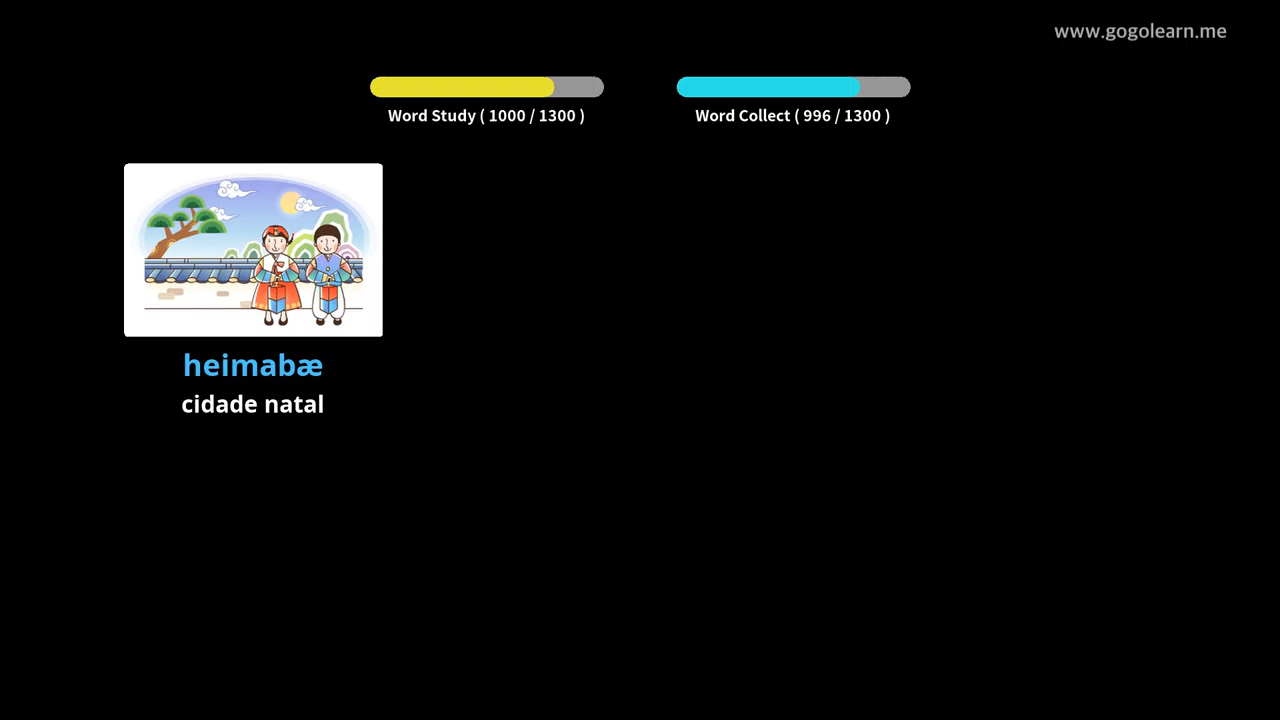 www.gogolearn.me
Word Study ( 1000 / 1300 )
Word Collect ( 996 / 1300 )
heimabæ
cidade natal